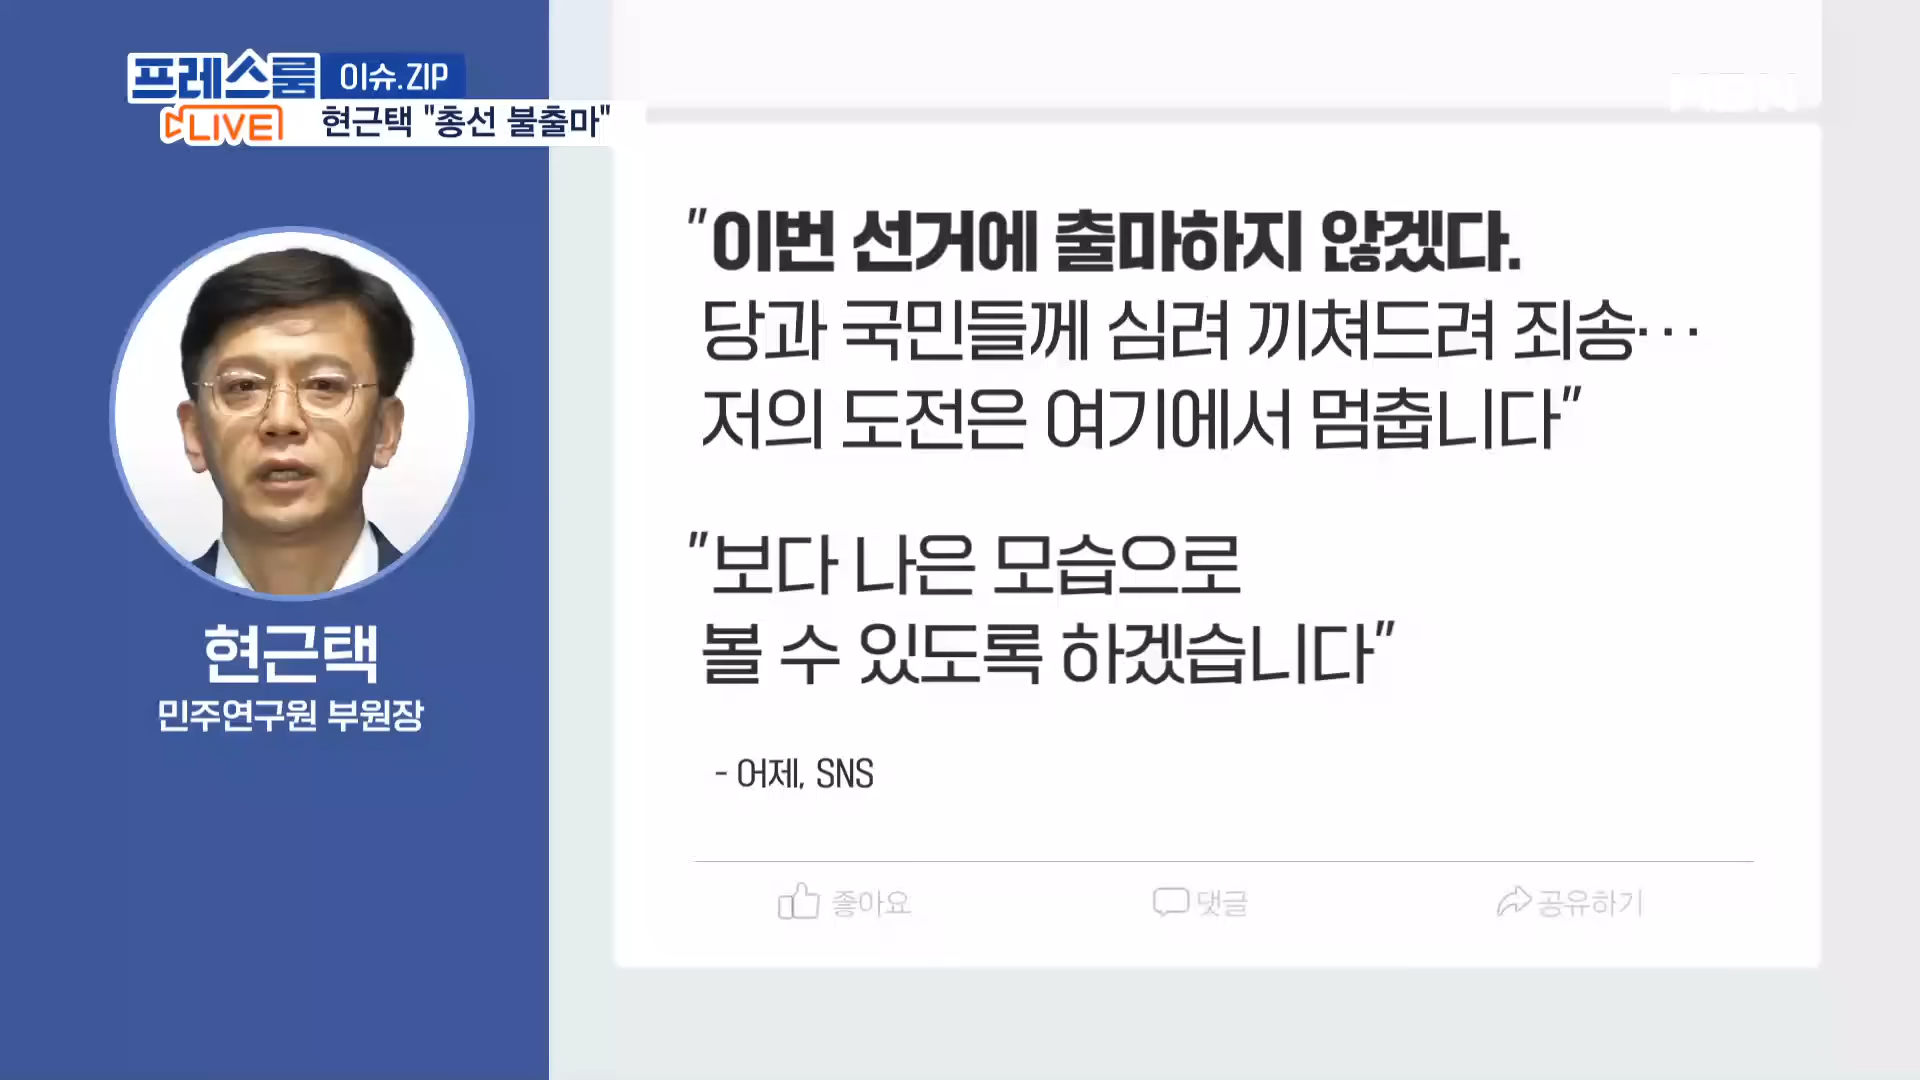 프레스룸 이슈.ZIP
LIVE 현근택 "총선 불출마"
MBN
"이번 선거에 출마하지 않겠다.
당과 국민들께 심려 끼쳐드려 죄송…
저의 도전은 여기에서 멈춥니다"
"보다 나은 모습으로
볼 수 있도록 하겠습니다"
- 어제, SNS
좋아요 댓글 공유하기
현근택
민주연구원 부원장